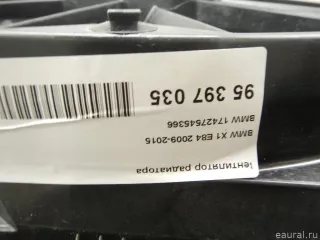 Вентилятор радиатора
BMW X1 E84 2009-2015
BMW 17427545366
95 397 035
eaural.ru